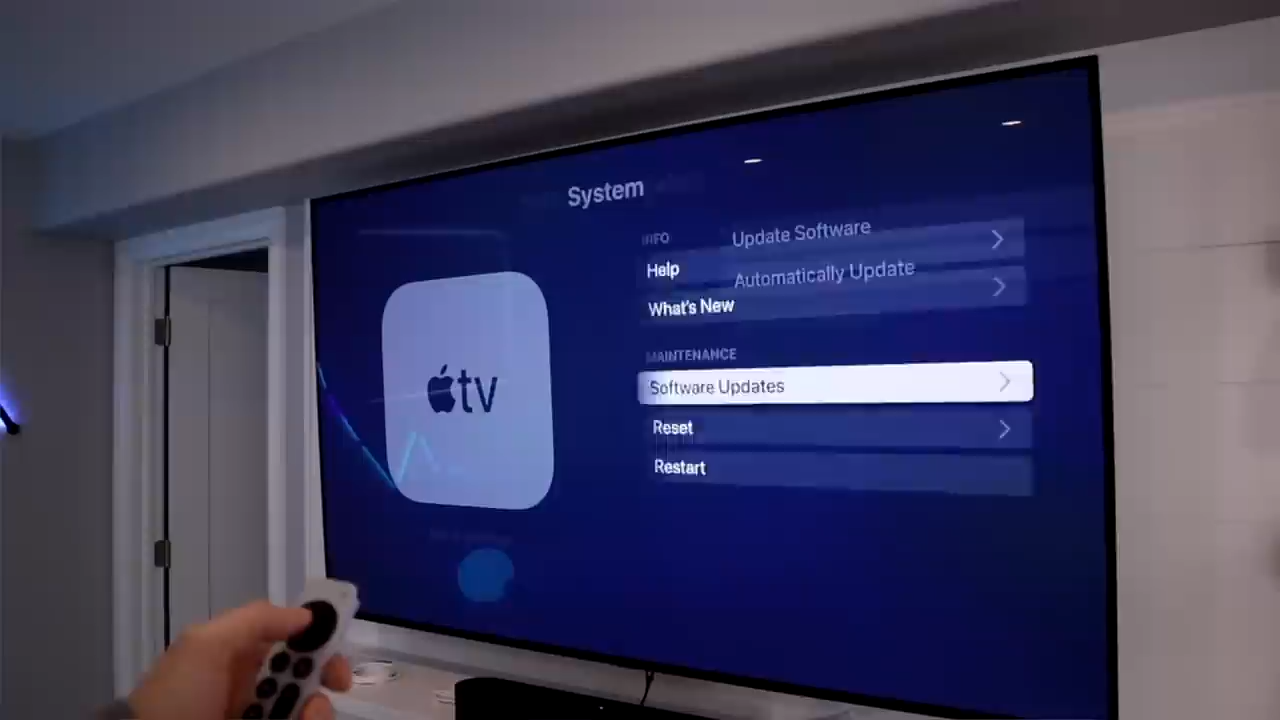 System
INFO
Update Software
Help
Automatically Update
What's New
tv
MAINTENANCE
Software Updates
Reset
Restart